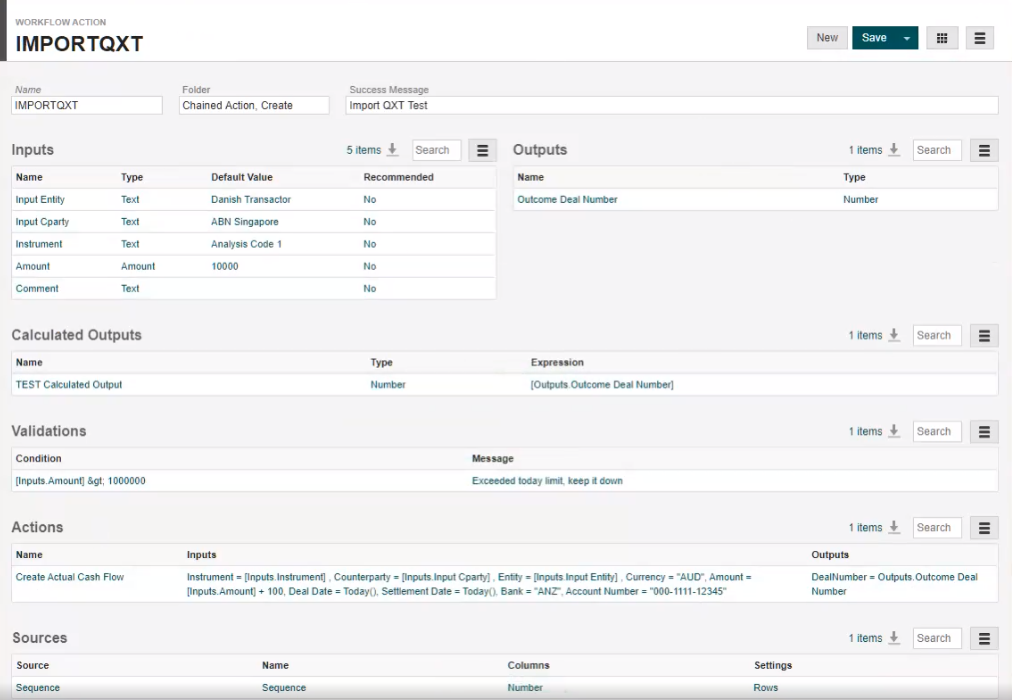 WORKFLOW ACTION
IMPORTQXT
New Save
Name Folder Success Message
IMPORTQXT Chained Action, Create Import QXT Test
Inputs 5 items Search
Name Type Default Value Recommended
Input Entity Text Danish Transactor No
Input Cparty Text ABN Singapore No
Instrument Text Analysis Code 1 No
Amount Amount 10000 No
Comment Text No
Outputs 1 items Search
Name Type
Outcome Deal Number Number
Calculated Outputs 1 items Search
Name Type Expression
TEST Calculated Output Number [Outputs.Outcome Deal Number]
Validations 1 items Search
Condition Message
[Inputs.Amount] &gt; 1000000 Exceeded today limit, keep it down
Actions 1 items Search
Name Inputs Outputs
Create Actual Cash Flow Instrument = [Inputs.Instrument] , Counterparty = [Inputs.Input Cparty] , Entity = [Inputs.Input Entity] , Currency = "AUD", Amount = DealNumber = Outputs.Outcome Deal
[Inputs.Amount] + 100, Deal Date = Today(), Settlement Date = Today(), Bank = "ANZ", Account Number = "000-1111-12345" Number
Sources 1 items Search
Source Name Columns Settings
Sequence Sequence Number Rows